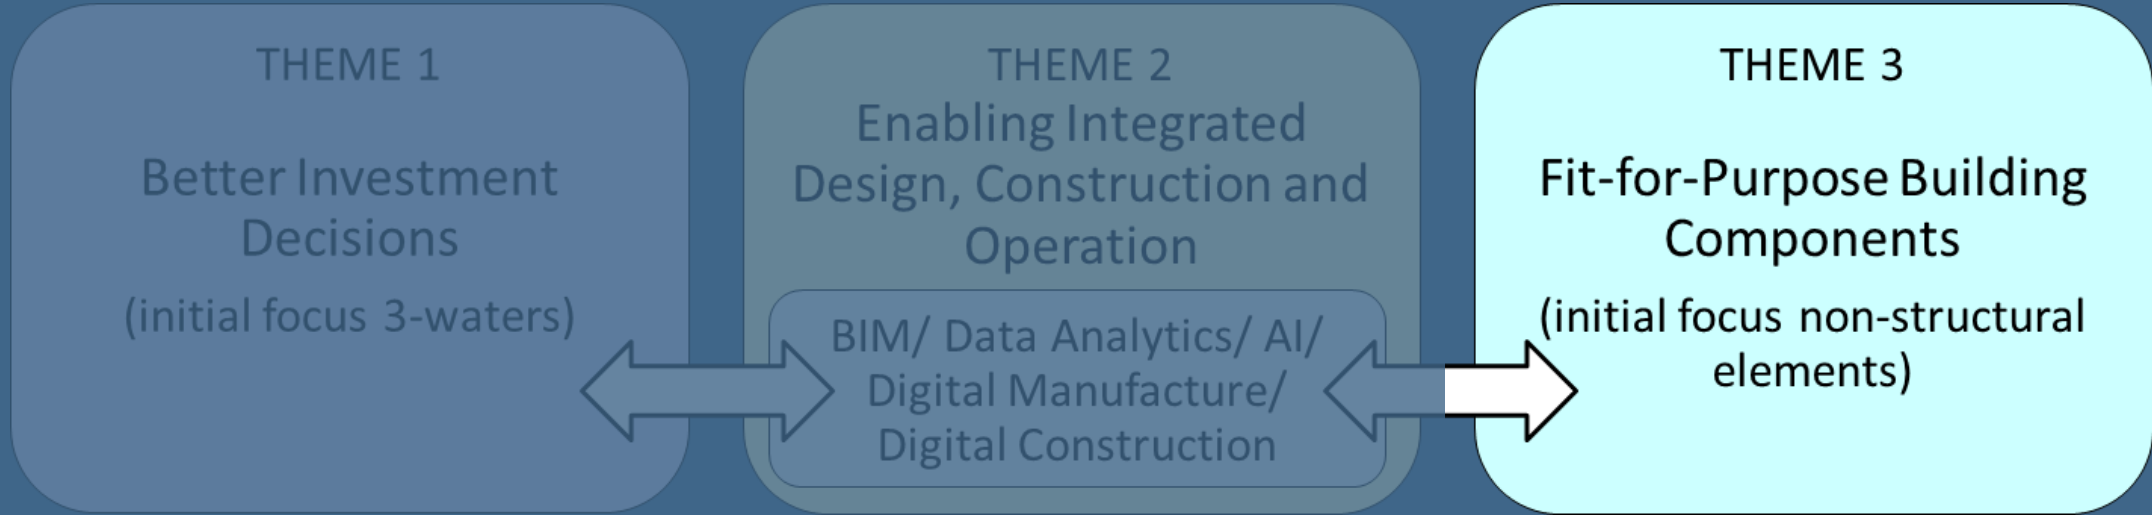 THEME 1
Better Investment
Decisions
(initial focus 3-waters)
THEME 2
Enabling Integrated
Design, Construction and
Operation
BIM/ Data Analytics/ AI/
Digital Manufacture/
Digital Construction
THEME 3
Fit-for-Purpose Building
Components
(initial focus non-structural
elements)